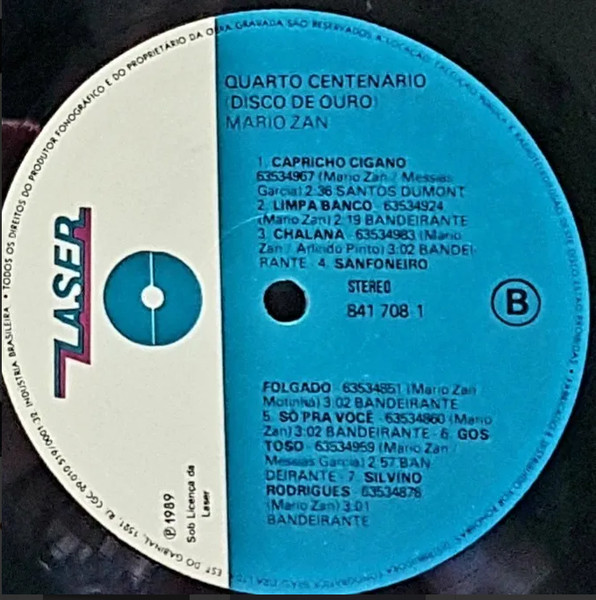 QUARTO CENTENARIO
(DISCO DE OURO)
MARIO ZAN
1. CAPRICHO CIGANO
63534967 (Mario Zan / Messias
Garcia) 2:36 SANTOS DUMONT
2. LIMPA BANCO - 63534924
(Mario Zan) 2:19 BANDEIRANTE
3. CHALANA - 63534983 (Mario
Zan / Arlindo Pinto) 3:02 BANDEI-
RANTE - 4. SANFONEIRO
STEREO
841 708 1
B
FOLGADO - 63534851 (Mario Zan
Motinha) 3:02 BANDEIRANTE
5. SÓ PRA VOCÊ - 63534860 (Mario
Zan) 3:02 BANDEIRANTE - 6. GOS
TOSO - 63534959 (Mario Zan /
Messias Garcia) 2:57 BAN
DEIRANTE - 7. SILVINO
RODRIGUES - 63534878
(Mario Zan) 3:01
BANDEIRANTE
LASER
℗ 1989
Sob Licença da
Laser
INDÚSTRIA BRASILEIRA • TODOS OS DIREITOS DO PRODUTOR FONOGRÁFICO E DO PROPRIETÁRIO DA OBRA GRAVADA SÃO RESERVADOS A LOCAÇÃO,